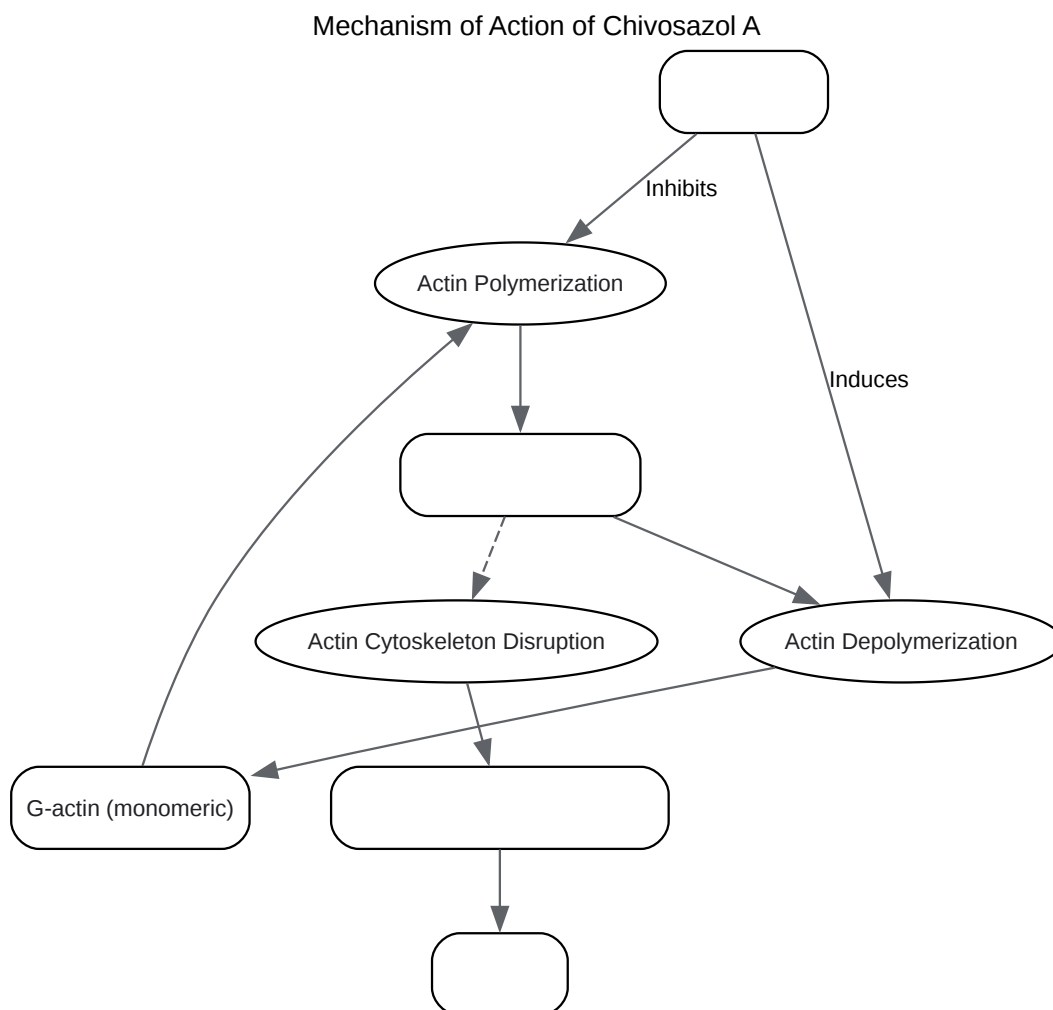 Mechanism of Action of Chivosazol A
Inhibits
Actin Polymerization
Induces
Actin Cytoskeleton Disruption
Actin Depolymerization
G-actin (monomeric)